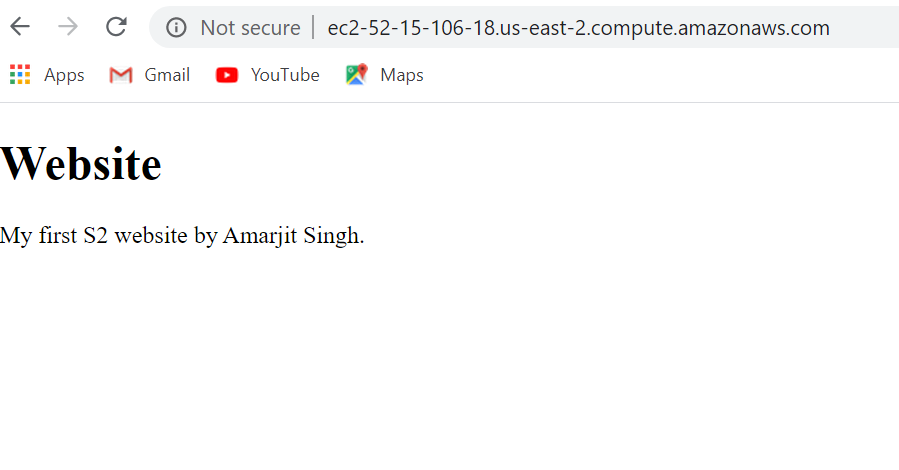 Not secure | ec2-52-15-106-18.us-east-2.compute.amazonaws.com
Apps Gmail YouTube Maps
Website
My first S2 website by Amarjit Singh.